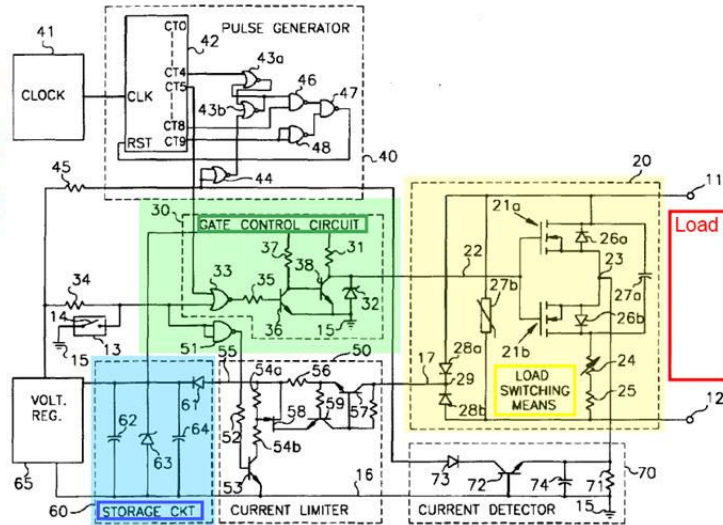 41
42
CT0
PULSE GENERATOR
43a
46
47
CT4
CT5
CLOCK
CLK
43b
CT8
RST
CT9
48
40
45
44
20
11
30
GATE CONTROL CIRCUIT
21a
Load
37
31
38
26a
22
23
34
33
35
32
27b
27a
14
36
15
26b
51
21b
15
13
55
50
17
28a
24
54a
56
29
LOAD
SWITCHING
MEANS
25
VOLT.
REG.
61
58
59
57
28b
12
62
64
52
63
54b
16
73
70
65
53
72
74
71
60
STORAGE CKT
CURRENT LIMITER
CURRENT DETECTOR
15